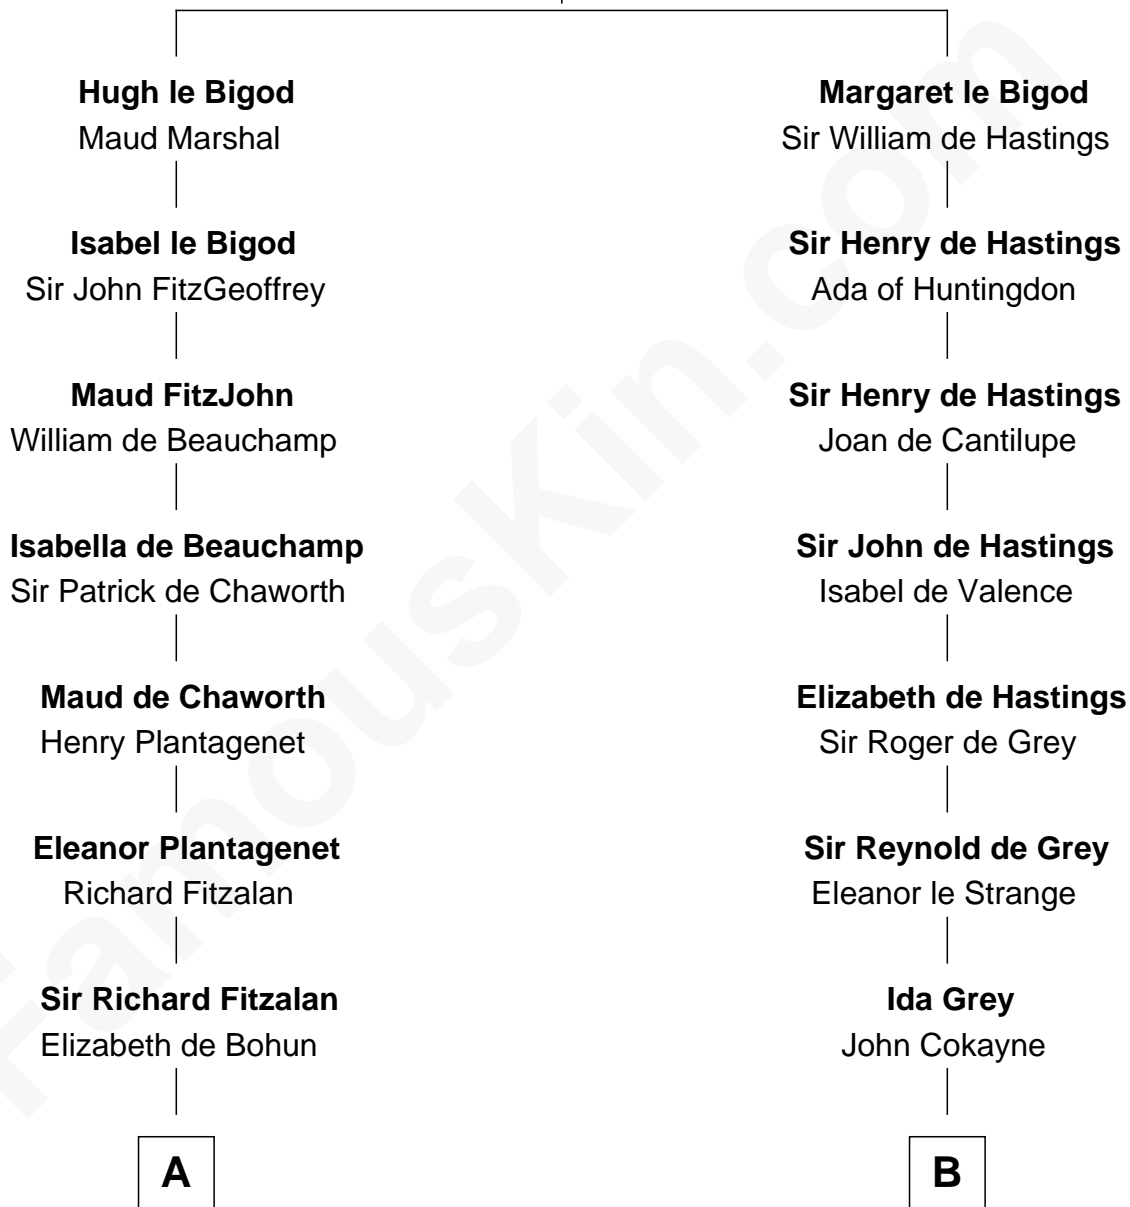 Hugh le Bigod
Maud Marshal
Margaret le Bigod
Sir William de Hastings
Isabel le Bigod
Sir John FitzGeoffrey
Sir Henry de Hastings
Ada of Huntingdon
Maud FitzJohn
William de Beauchamp
Sir Henry de Hastings
Joan de Cantilupe
Isabella de Beauchamp
Sir Patrick de Chaworth
Sir John de Hastings
Isabel de Valence
Maud de Chaworth
Henry Plantagenet
Elizabeth de Hastings
Sir Roger de Grey
Eleanor Plantagenet
Richard Fitzalan
Sir Reynold de Grey
Eleanor le Strange
Sir Richard Fitzalan
Elizabeth de Bohun
Ida Grey
John Cokayne
A
B
FamousKin.com